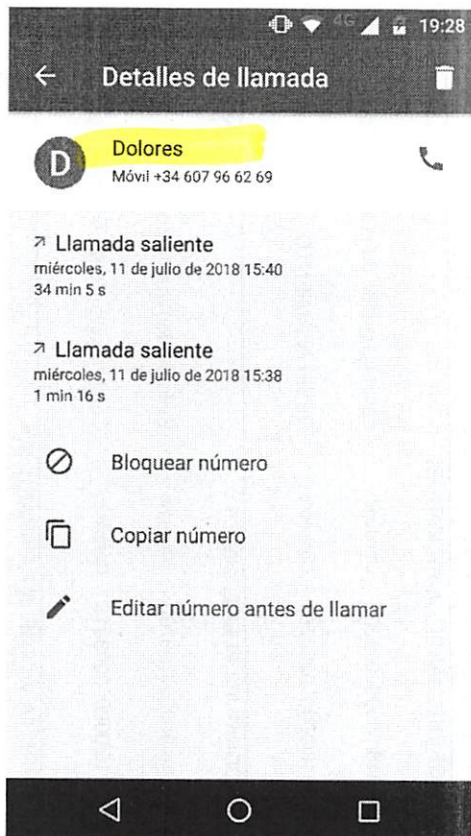 4G 19:28
Detalles de llamada
D
Dolores
Móvil +34 607 96 62 69
Llamada saliente
miércoles, 11 de julio de 2018 15:40
34 min 5 s
Llamada saliente
miércoles, 11 de julio de 2018 15:38
1 min 16 s
Bloquear número
Copiar número
Editar número antes de llamar